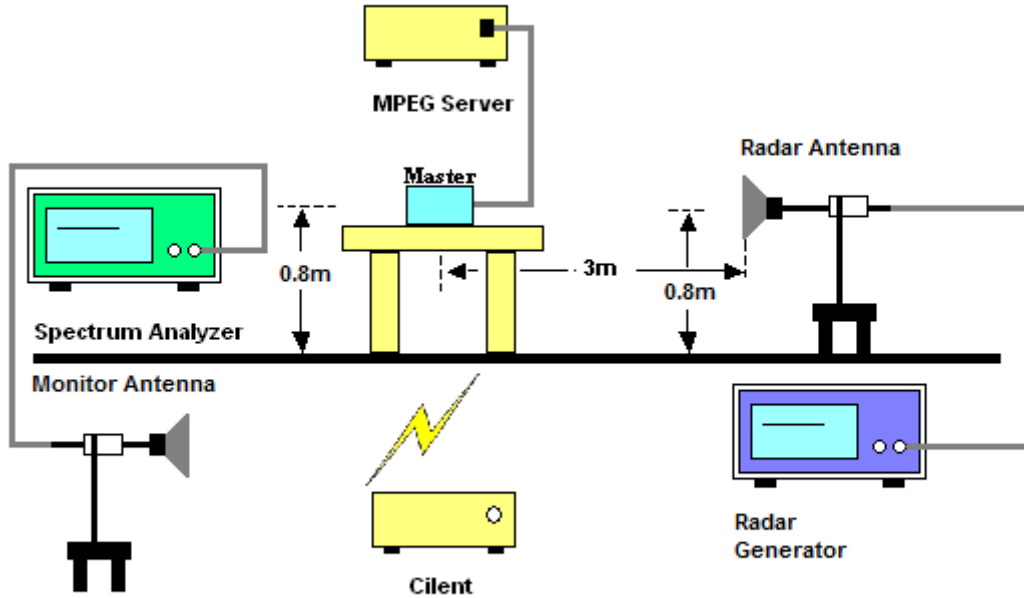 MPEG Server
Radar Antenna
Master
0.8m
3m
0.8m
Spectrum Analyzer
Monitor Antenna
Radar
Generator
Cilent